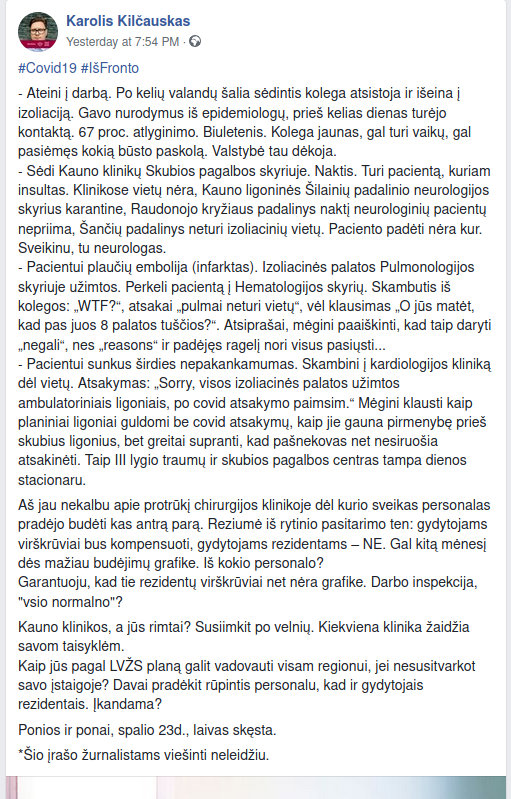 Karolis Kilčauskas
Yesterday at 7:54 PM ·
#Covid19 #IšFronto
- Ateini į darbą. Po kelių valandų šalia sėdintis kolega atsistoja ir išeina į
izoliaciją. Gavo nurodymus iš epidemiologų, prieš kelias dienas turėjo
kontaktą. 67 proc. atlyginimo. Biuletenis. Kolega jaunas, gal turi vaikų, gal
pasiėmęs kokią būsto paskolą. Valstybė tau dėkoja.
- Sėdi Kauno klinikų Skubios pagalbos skyriuje. Naktis. Turi pacientą, kuriam
insultas. Klinikose vietų nėra, Kauno ligoninės Šilainių padalinio neurologijos
skyrius karantine, Raudonojo kryžiaus padalinys naktį neurologinių pacientų
nepriima, Šančių padalinys neturi izoliacinių vietų. Paciento padėti nėra kur.
Sveikinu, tu neurologas.
- Pacientui plaučių embolija (infarktas). Izoliacinės palatos Pulmonologijos
skyriuje užimtos. Perkeli pacientą į Hematologijos skyrių. Skambutis iš
kolegos: „WTF?“, atsakai „pulmai neturi vietų“, vėl klausimas „O jūs matėt,
kad pas juos 8 palatos tuščios?“. Atsiprašai, mėgini paaiškinti, kad taip daryti
„negali“, nes „reasons“ ir padėjęs ragelį nori visus pasiųsti...
- Pacientui sunkus širdies nepakankamumas. Skambini į kardiologijos kliniką
dėl vietų. Atsakymas: „Sorry, visos izoliacinės palatos užimtos
ambulatoriniais ligoniais, po covid atsakymo paimsim.“ Mėgini klausti kaip
planiniai ligoniai guldomi be covid atsakymų, kaip jie gauna pirmenybę prieš
skubius ligonius, bet greitai supranti, kad pašnekovas net nesiruošia
atsakinėti. Taip III lygio traumų ir skubios pagalbos centras tampa dienos
stacionaru.
Aš jau nekalbu apie protrūkį chirurgijos klinikoje dėl kurio sveikas personalas
pradėjo budėti kas antrą parą. Reziumė iš rytinio pasitarimo ten: gydytojams
virškrūviai bus kompensuoti, gydytojams rezidentams – NE. Gal kitą mėnesį
dės mažiau budėjimų grafike. Iš kokio personalo?
Garantuoju, kad tie rezidentų virškrūviai net nėra grafike. Darbo inspekcija,
"vsio normalno"?
Kauno klinikos, a jūs rimtai? Susiimkit po velnių. Kiekviena klinika žaidžia
savom taisyklėm.
Kaip jūs pagal LVŽS planą galit vadovauti visam regionui, jei nesusitvarkot
savo įstaigoje? Davai pradėkit rūpintis personalu, kad ir gydytojais
rezidentais. Įkandama?
Ponios ir ponai, spalio 23d., laivas skęsta.
*Šio įrašo žurnalistams viešinti neleidžiu.